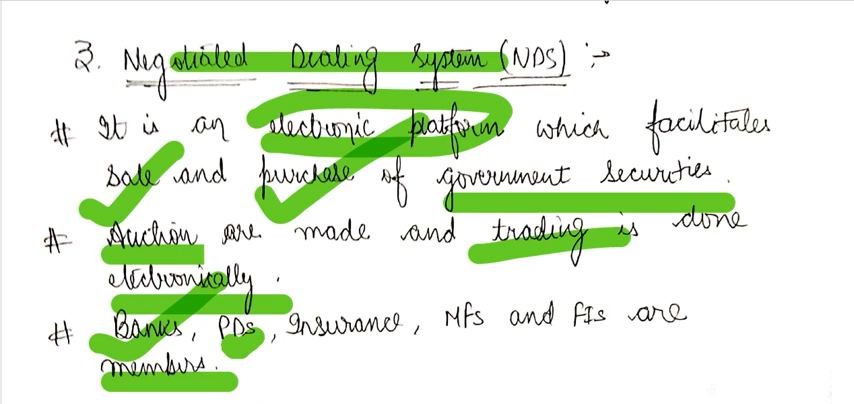 3. Negotiated Dealing System (NDS) :-
# It is an electronic platform which facilitates
Sale and purchase of government securities.
# Auction are made and trading is done
electronically.
# Banks, PDs, Insurance, MFs and FIs are
members.